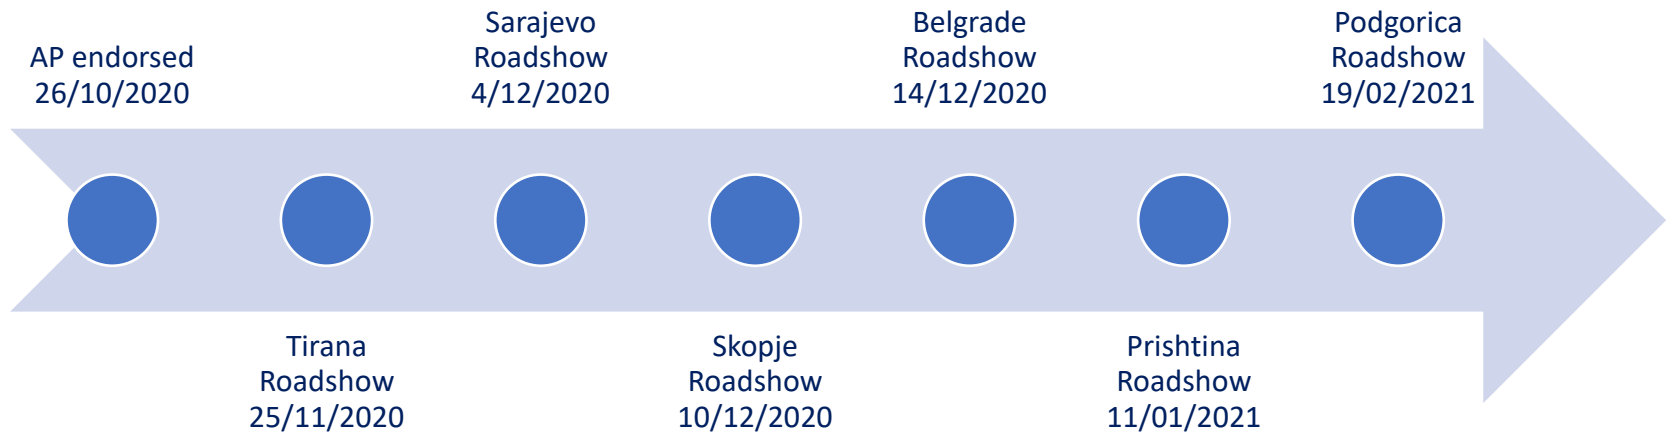 AP endorsed
26/10/2020
Tirana
Roadshow
25/11/2020
Sarajevo
Roadshow
4/12/2020
Skopje
Roadshow
10/12/2020
Belgrade
Roadshow
14/12/2020
Prishtina
Roadshow
11/01/2021
Podgorica
Roadshow
19/02/2021